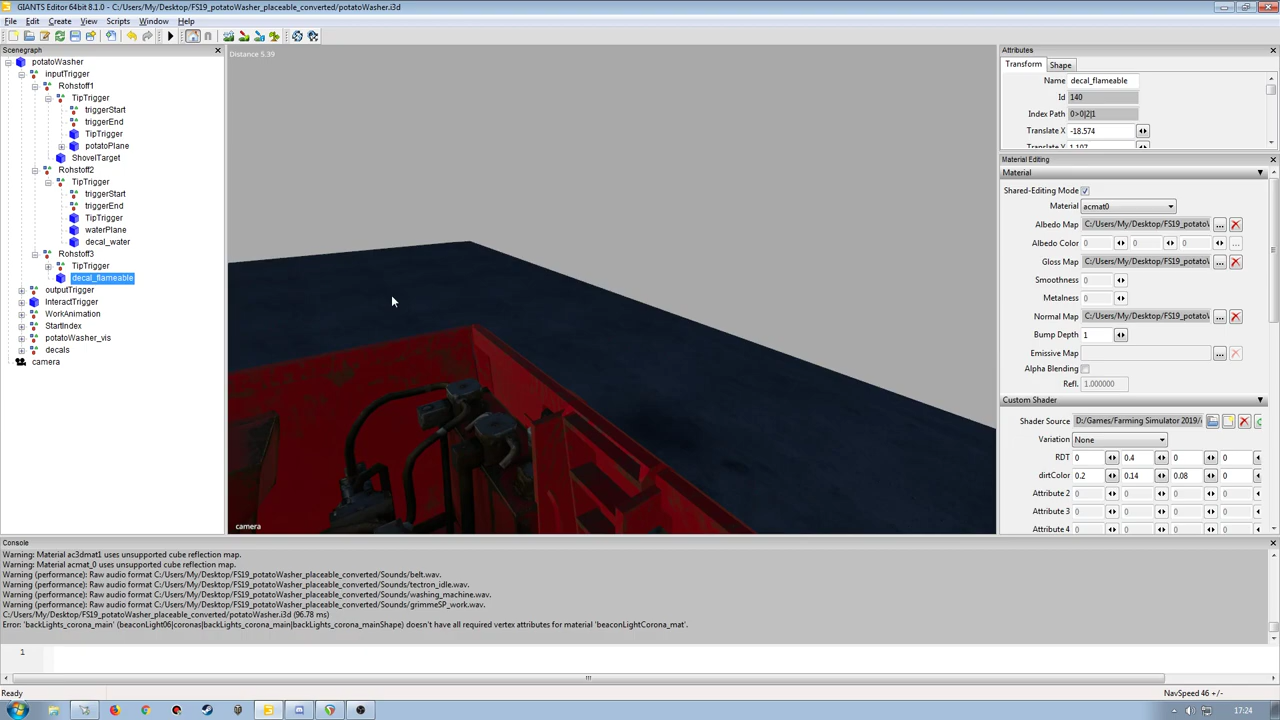 GIANTS Editor 64bit 8.1.0 - C:/Users/My/Desktop/FS19_potatoWasher_placeable_converted/potatoWasher.i3d
File Edit Create View Scripts Window Help
Scenegraph
potatoWasher
inputTrigger
Rohstoff1
TipTrigger
triggerStart
triggerEnd
TipTrigger
potatoPlane
ShovelTarget
Rohstoff2
TipTrigger
triggerStart
triggerEnd
TipTrigger
waterPlane
decal_water
Rohstoff3
TipTrigger
decal_flameable
outputTrigger
InteractTrigger
WorkAnimation
StartIndex
potatoWasher_vis
decals
camera
Distance 5.39
camera
Attributes
Transform Shape
Name decal_flameable
Id 140
Index Path 0>0|2|1
Translate X -18.574
Translate Y 1.107
Material Editing
Material
Shared-Editing Mode
Material acmat0
Albedo Map C:/Users/My/Desktop/FS19_potatoV ...
Albedo Color 0 0 0 ...
Gloss Map C:/Users/My/Desktop/FS19_potatoV ...
Smoothness 0
Metalness 0
Normal Map C:/Users/My/Desktop/FS19_potatoV ...
Bump Depth 1
Emissive Map ...
Alpha Blending
Refl. 1.000000
Custom Shader
Shader Source D:/Games/Farming Simulator 2019/
Variation None
RDT 0 0.4 0 0
dirtColor 0.2 0.14 0.08 0
Attribute 2 0 0 0 0
Attribute 3 0 0 0 0
Attribute 4 0 0 0 0
Console
Warning: Material ac3dmat1 uses unsupported cube reflection map.
Warning: Material acmat_0 uses unsupported cube reflection map.
Warning (performance): Raw audio format C:/Users/My/Desktop/FS19_potatoWasher_placeable_converted/Sounds/belt.wav.
Warning (performance): Raw audio format C:/Users/My/Desktop/FS19_potatoWasher_placeable_converted/Sounds/tectron_idle.wav.
Warning (performance): Raw audio format C:/Users/My/Desktop/FS19_potatoWasher_placeable_converted/Sounds/washing_machine.wav.
Warning (performance): Raw audio format C:/Users/My/Desktop/FS19_potatoWasher_placeable_converted/Sounds/grimmeSP_work.wav.
C:/Users/My/Desktop/FS19_potatoWasher_placeable_converted/potatoWasher.i3d (96.78 ms)
Error: 'backLights_corona_main' (beaconLight06|coronas|backLights_corona_main|backLights_corona_mainShape) doesn't have all required vertex attributes for material 'beaconLightCorona_mat'.
1
Ready
NavSpeed 46 +/-
17:24